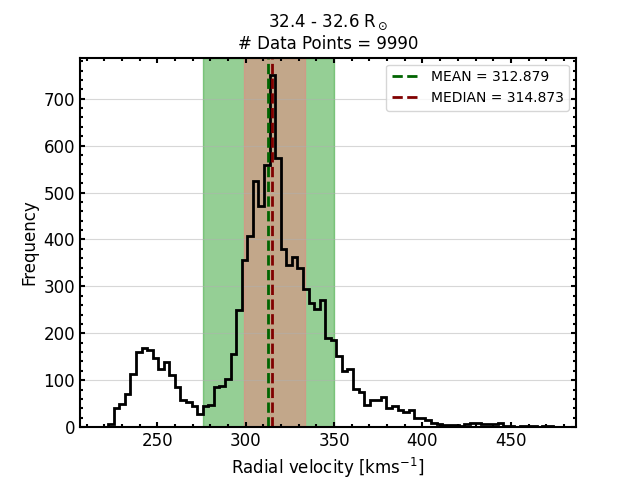 32.4 - 32.6 R☉
# Data Points = 9990
MEAN = 312.879
MEDIAN = 314.873
Frequency
700
600
500
400
300
200
100
0
250
300
350
400
450
Radial velocity [kms⁻¹]